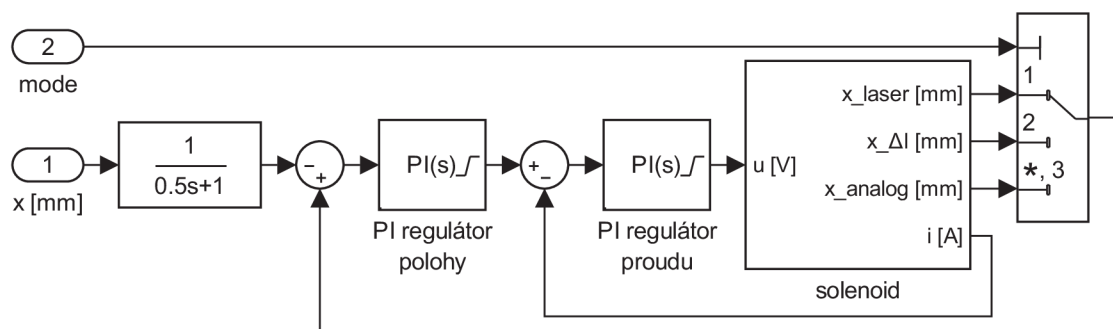 2
mode
1
x [mm]
1
0.5s+1
−
+
PI(s)
PI regulátor
polohy
+
−
PI(s)
PI regulátor
proudu
u [V]
x_laser [mm]
x_Δl [mm]
x_analog [mm]
i [A]
solenoid
1
2
*, 3